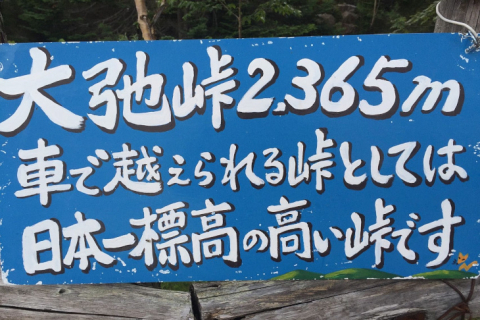 大弛峠2.365m
車で越えられる峠としては
日本一標高の高い峠です